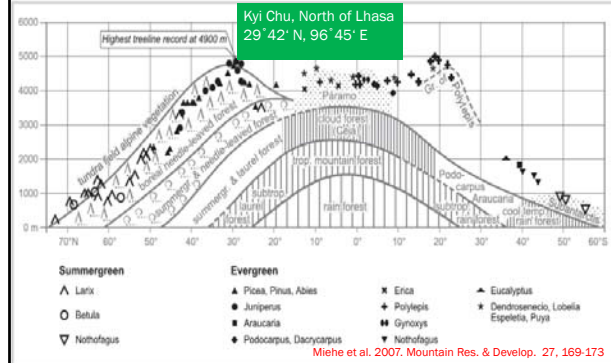 Kyi Chu, North of Lhasa
29°42‘ N, 96°45‘ E
Highest treeline record at 4900 m
6000
5000
4000
3000
2000
1000
0 m
tundra field alpine vegetation
boreal needle-leaved forest
summergr. & needle-leaved forest
summergr. & laurel forest
subtrop.
laurel
forest
Páramo
cloud forest
(Ceja)
trop. mountain forest
rain forest
Gr. of Polylepis
Podo-
carpus
Araucaria
subtrop.
rainforest
cool temp.
rain forest
70°N
60°
50°
40°
30°
20°
10°
0°
10°
20°
30°
40°
50°
60°S
Summergreen
Larix
Betula
Nothofagus
Evergreen
Picea, Pinus, Abies
Juniperus
Araucaria
Podocarpus, Dacrycarpus
Erica
Polylepis
Gynoxys
Nothofagus
Eucalyptus
Dendrosenecio, Lobelia
Espeletia, Puya
Miehe et al. 2007. Mountain Res. & Develop. 27, 169-173